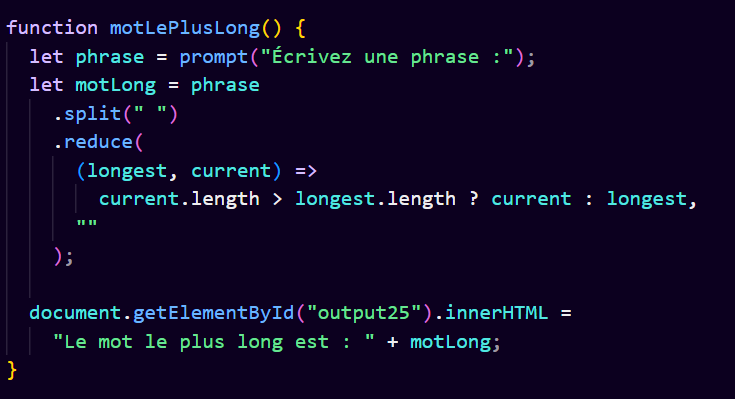 function motLePlusLong() {
  let phrase = prompt("Écrivez une phrase :");
  let motLong = phrase
    .split(" ")
    .reduce(
      (longest, current) =>
        current.length > longest.length ? current : longest,
      ""
    );

  document.getElementById("output25").innerHTML =
    "Le mot le plus long est : " + motLong;
}